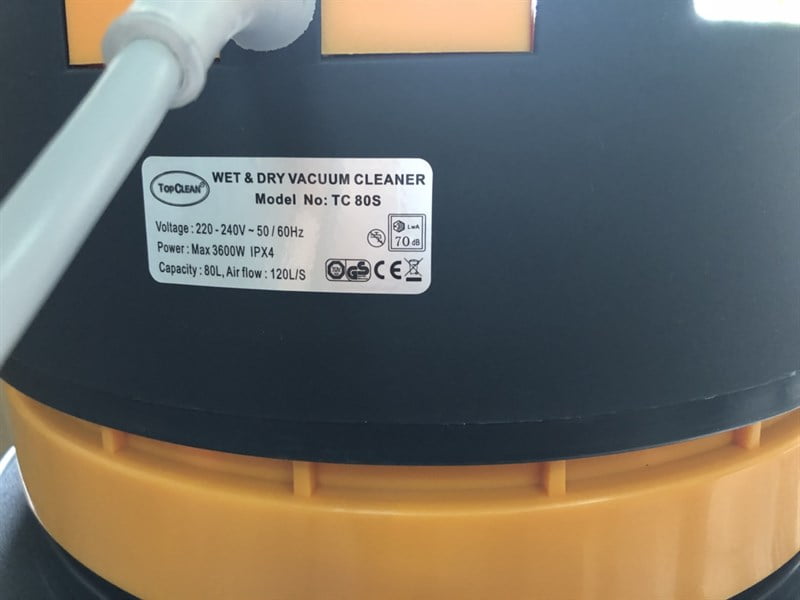 TOPCLEAN®
WET & DRY VACUUM CLEANER
Model No: TC 80S
Voltage : 220 - 240V ~ 50 / 60Hz
Power : Max 3600W IPX4
Capacity : 80L, Air flow : 120L/S
LWA
70 dB
GS CE